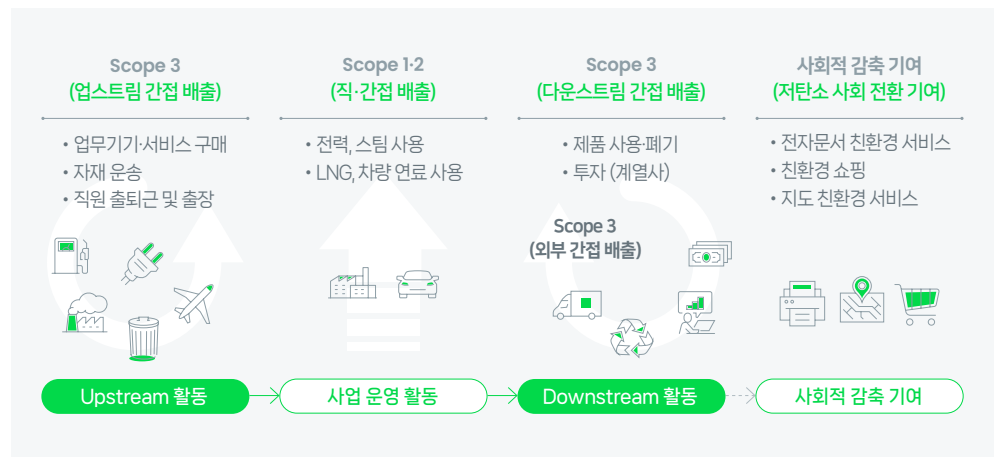 Scope 3
(업스트림 간접 배출)
• 업무기기·서비스 구매
• 자재 운송
• 직원 출퇴근 및 출장
Scope 1·2
(직·간접 배출)
• 전력, 스팀 사용
• LNG, 차량 연료 사용
Scope 3
(다운스트림 간접 배출)
• 제품 사용·폐기
• 투자 (계열사)
Scope 3
(외부 간접 배출)
사회적 감축 기여
(저탄소 사회 전환 기여)
• 전자문서 친환경 서비스
• 친환경 쇼핑
• 지도 친환경 서비스
Upstream 활동
사업 운영 활동
Downstream 활동
사회적 감축 기여